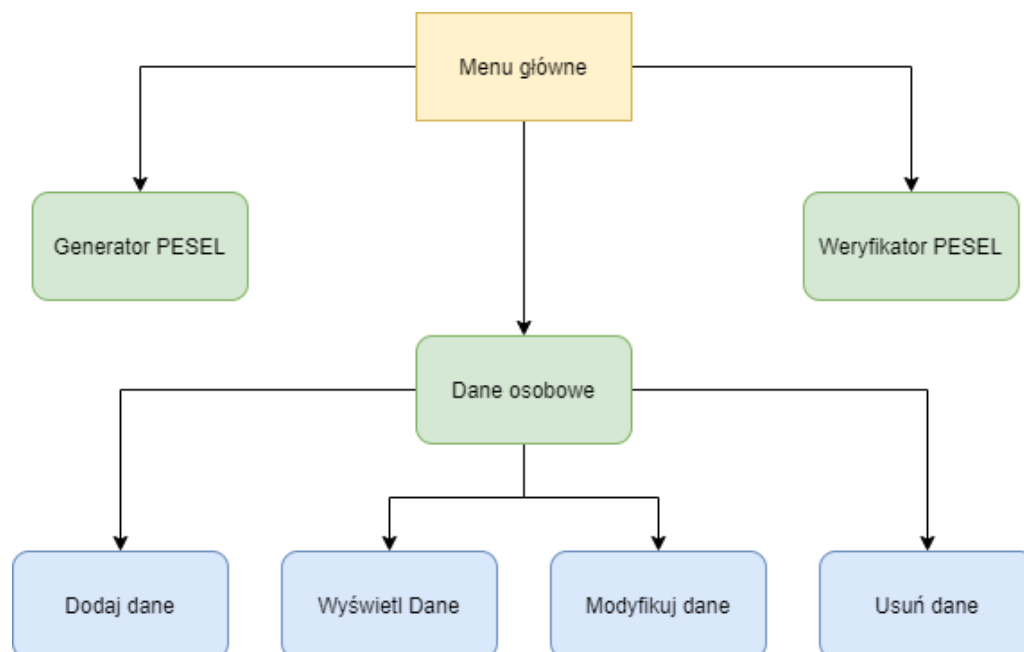 Menu główne
Generator PESEL
Weryfikator PESEL
Dane osobowe
Dodaj dane
Wyświetl Dane
Modyfikuj dane
Usuń dane